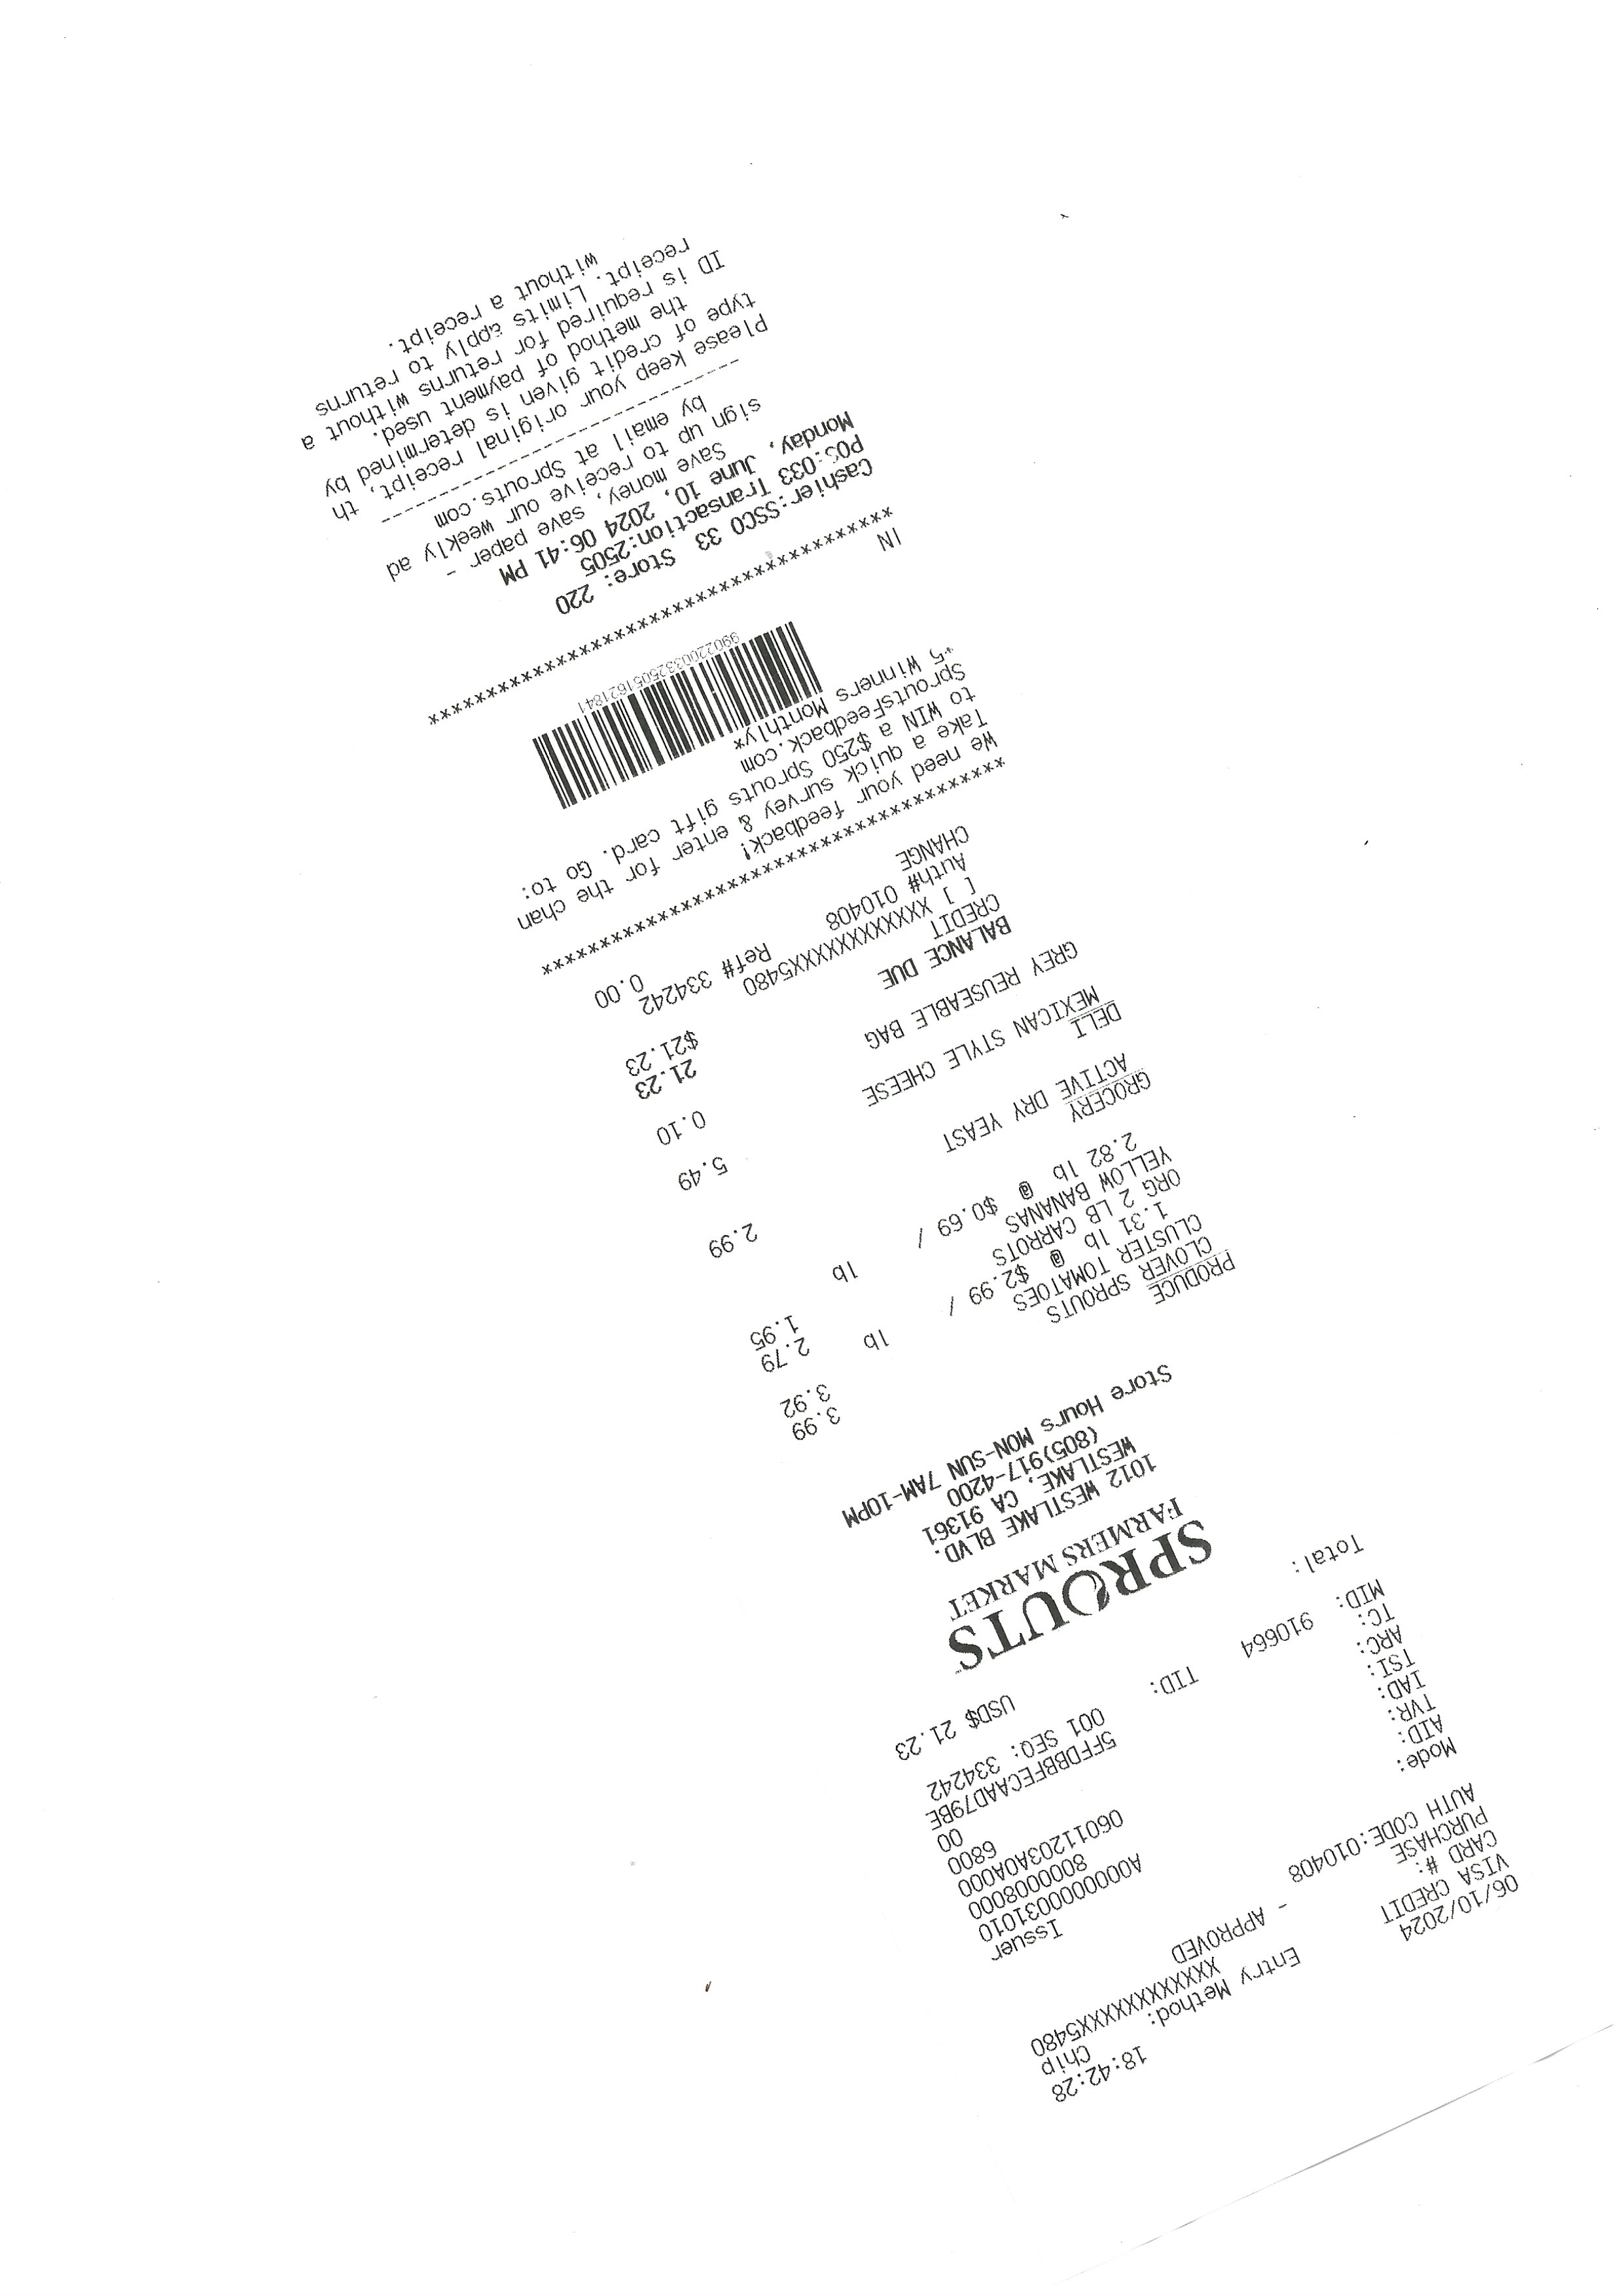 06/10/2024 18:42:28
VISA CREDIT Entry Method: Chip
CARD #: XXXXXXXXXXXX5480
PURCHASE - APPROVED
AUTH CODE:010408
Mode: Issuer
AID: A0000000031010
TVR: 8000008000
IAD: 06011203A0A000
TSI: 6800
ARC: 00
TC: 5FFDBBFECAAD79BE
MID: 910664 TID: 001 SEQ: 334242
Total: USD$ 21.23
SPROUTS
FARMERS MARKET
1012 WESTLAKE BLVD:
WESTLAKE, CA 91361
(805)917-4200
Store Hours MON-SUN 7AM-10PM
PRODUCE
CLOVER SPROUTS 3.99
CLUSTER TOMATOES 3.92
1.31 lb @ $2.99 / lb
ORG 2 LB CARROTS 2.79
YELLOW BANANAS 1.95
2.82 lb @ $0.69 / lb
GROCERY
ACTIVE DRY YEAST 2.99
DELI
MEXICAN STYLE CHEESE 5.49
GREY REUSEABLE BAG 0.10
BALANCE DUE 21.23
CREDIT $21.23
[ ] XXXXXXXXXXXX5480
Auth# 010408 Ref# 334242
CHANGE 0.00
****************************************
We need your feedback!
Take a quick survey & enter for the chan
to WIN a $250 Sprouts gift card. Go to:
SproutsFeedback.com
*5 Winners Monthly*
99022003325051621841
****************************************
IN
Cashier:SSCO 33 Store: 220
POS:033 Transaction:2505
Monday, June 10, 2024 06:41 PM
Save money, save paper -
sign up to receive our weekly ad
by email at Sprouts.com
------------------------------
Please keep your original receipt, th
type of credit given is determined by
the method of payment used.
ID is required for returns without a
receipt. Limits apply to returns
without a receipt.